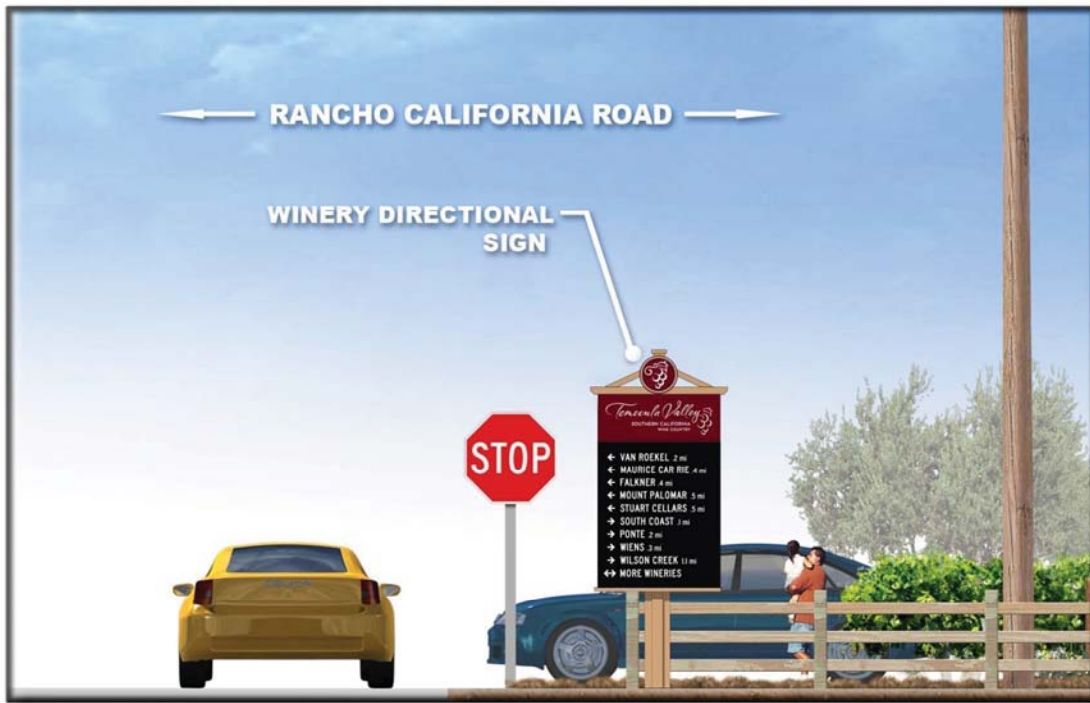 RANCHO CALIFORNIA ROAD
WINERY DIRECTIONAL
SIGN
Temecula Valley
SOUTHERN CALIFORNIA
WINE COUNTRY
STOP
← VAN ROEKEL .2 mi
← MAURICE CAR RIE .4 mi
← FALKNER .4 mi
← MOUNT PALOMAR .5 mi
← STUART CELLARS .5 mi
→ SOUTH COAST .1 mi
→ PONTE .2 mi
→ WIENS .3 mi
→ WILSON CREEK 1.1 mi
↔ MORE WINERIES